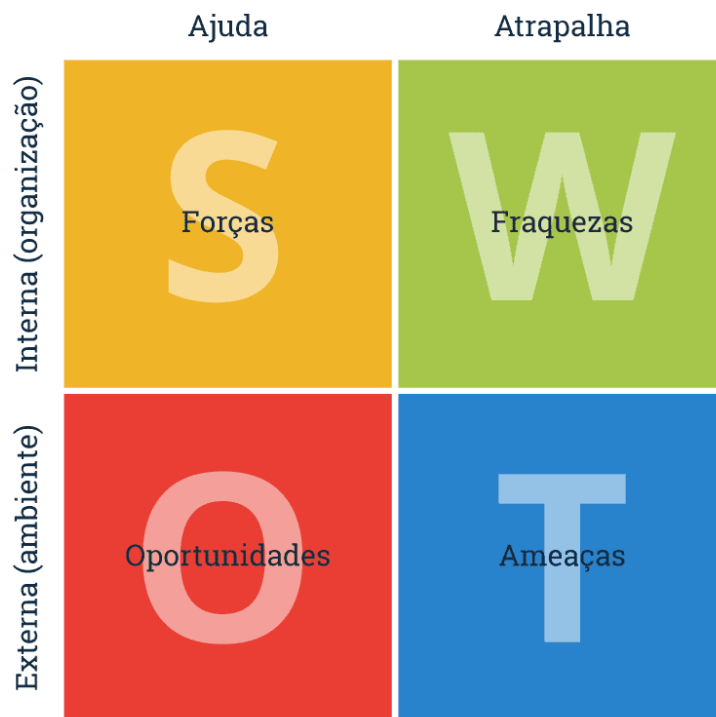 Ajuda
Atrapalha
Interna (organização)
S
Forças
W
Fraquezas
Externa (ambiente)
O
Oportunidades
T
Ameaças